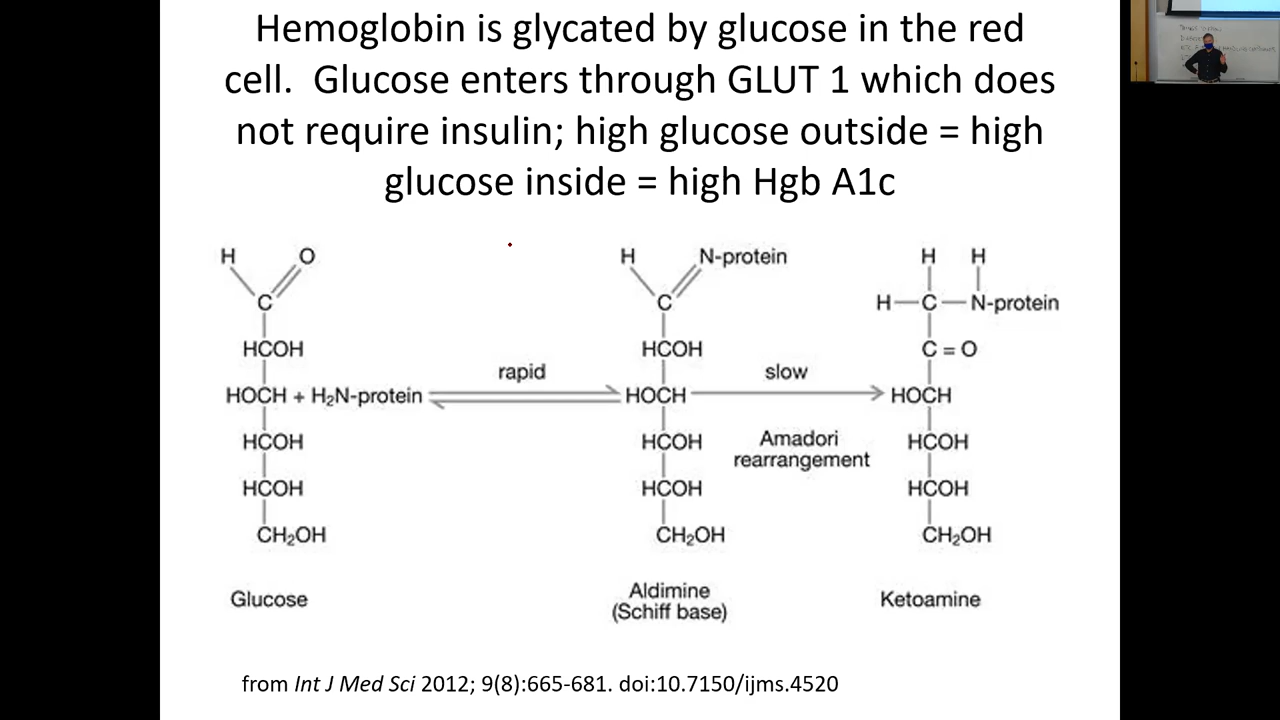 Hemoglobin is glycated by glucose in the red
cell. Glucose enters through GLUT 1 which does
not require insulin; high glucose outside = high
glucose inside = high Hgb A1c
H O
C
HCOH
HOCH + H₂N-protein
HCOH
HCOH
CH₂OH
Glucose
rapid
H N-protein
C
HCOH
HOCH
HCOH
HCOH
CH₂OH
Aldimine
(Schiff base)
slow
Amadori
rearrangement
H H
H—C—N-protein
C=O
HOCH
HCOH
HCOH
CH₂OH
Ketoamine
from Int J Med Sci 2012; 9(8):665-681. doi:10.7150/ijms.4520